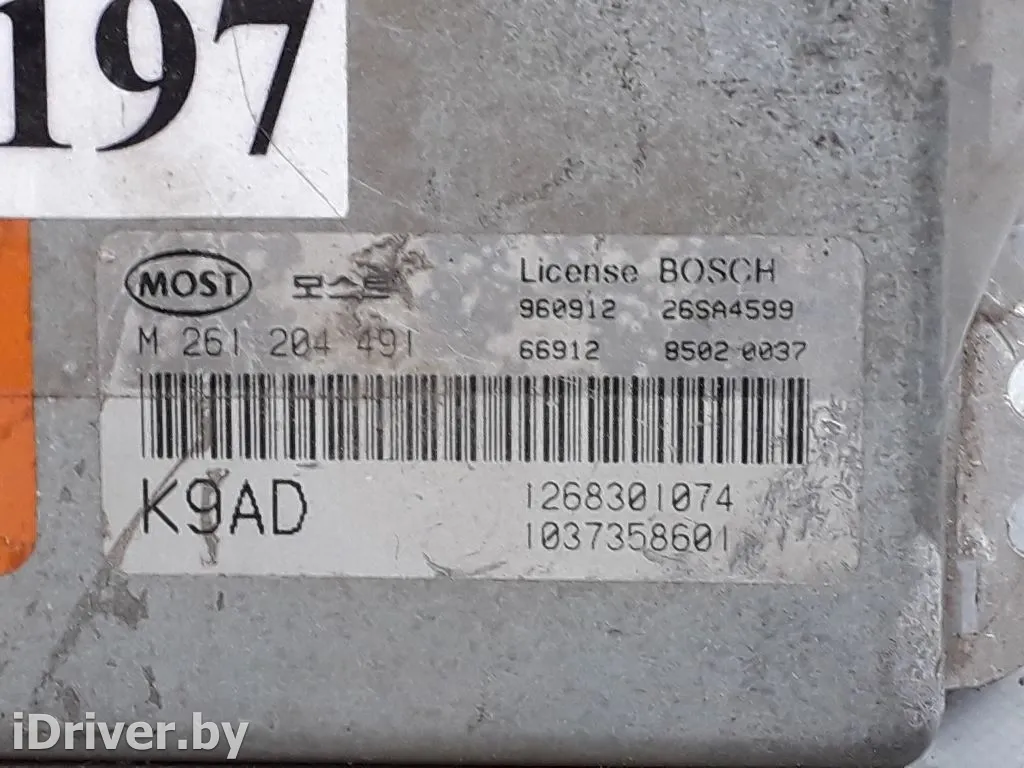 197
MOST 모스트 License BOSCH
960912 26SA4599
M 261 204 491
66912 8502 0037
K9AD
1268301074
1037358601
iDriver.by